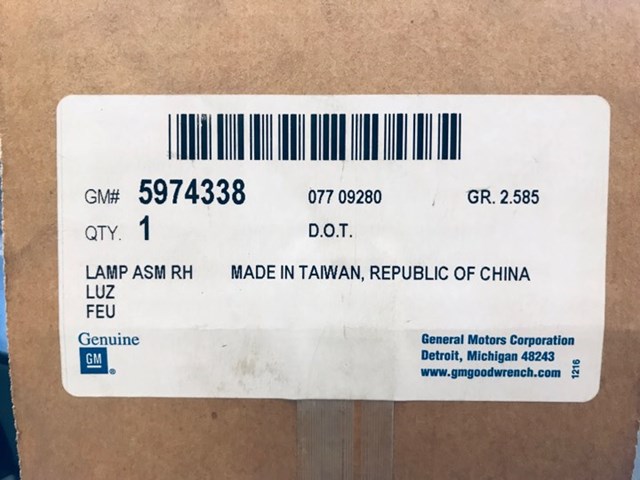 GM# 5974338 077 09280 GR. 2.585
QTY. 1 D.O.T.
LAMP ASM RH MADE IN TAIWAN, REPUBLIC OF CHINA
LUZ
FEU
Genuine
GM ®
General Motors Corporation
Detroit, Michigan 48243
www.gmgoodwrench.com
1216